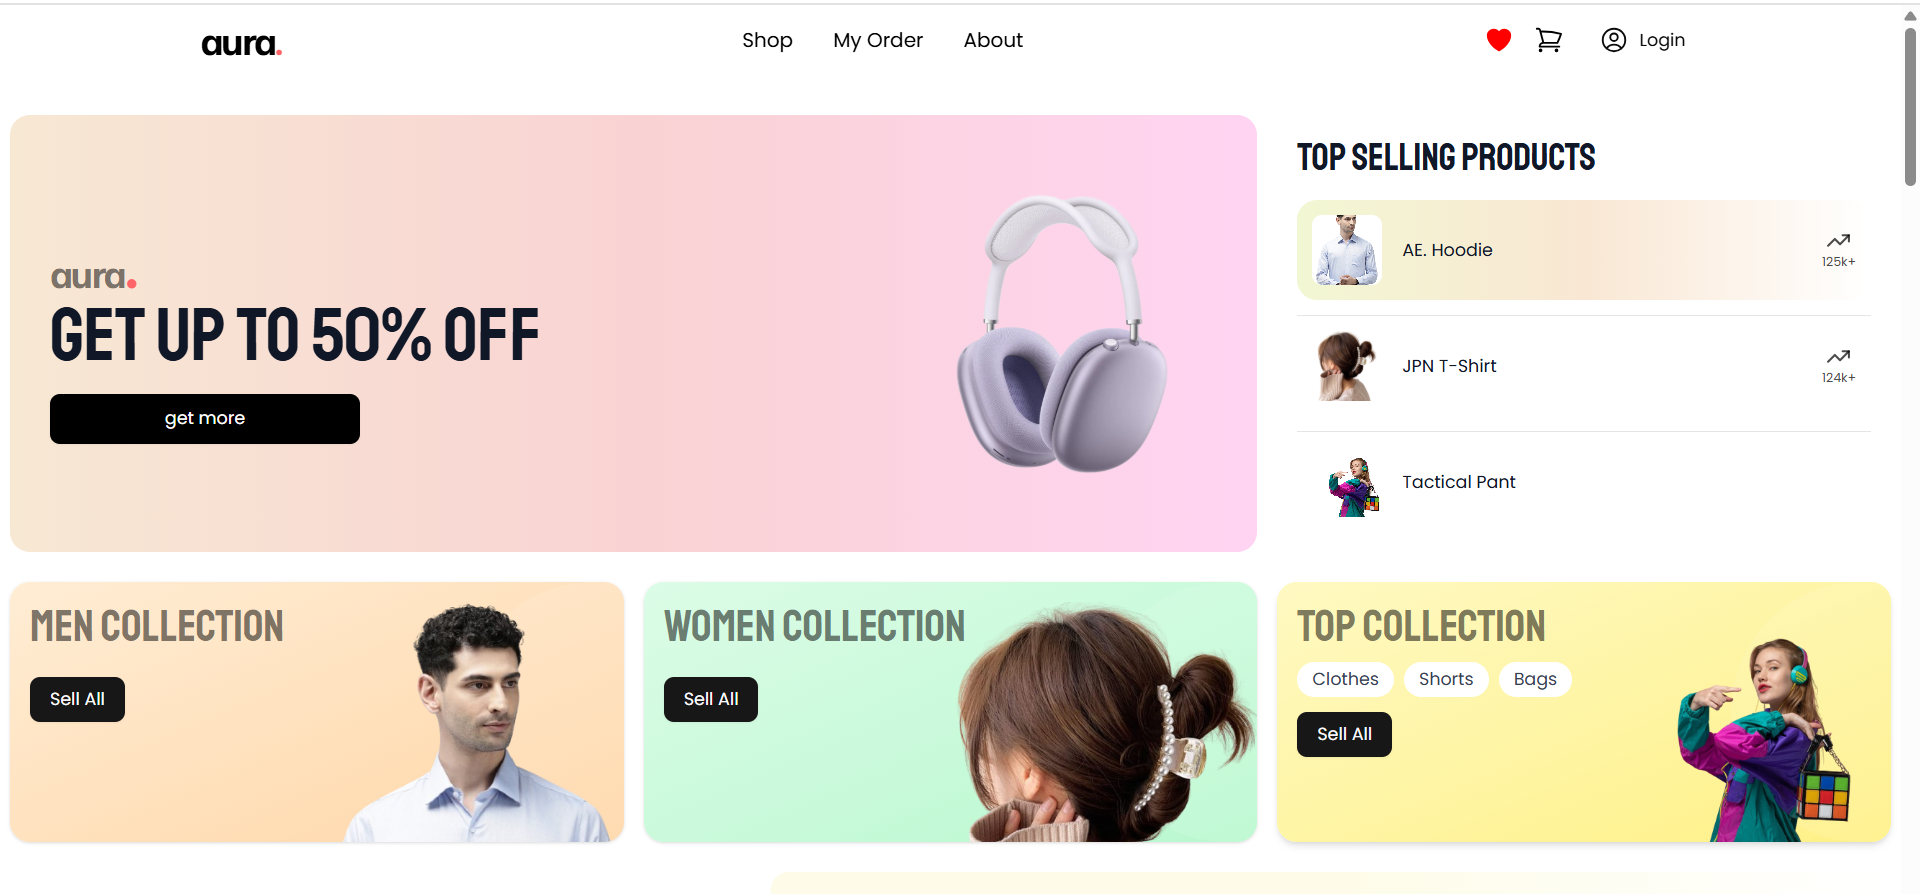 aura.
Shop
My Order
About
Login
aura.
GET UP TO 50% OFF
get more
TOP SELLING PRODUCTS
AE. Hoodie
125k+
JPN T-Shirt
124k+
Tactical Pant
MEN COLLECTION
Sell All
WOMEN COLLECTION
Sell All
TOP COLLECTION
Clothes
Shorts
Bags
Sell All